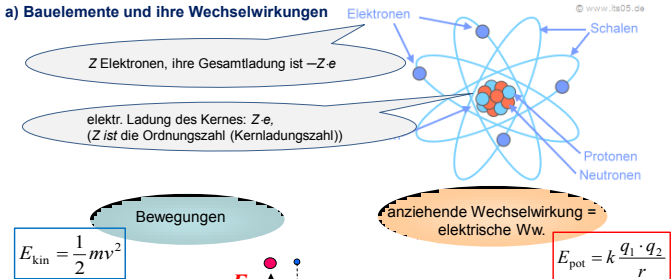 a) Bauelemente und ihre Wechselwirkungen
© www.its05.de
Elektronen
Schalen
Z Elektronen, ihre Gesamtladung ist –Z·e
elektr. Ladung des Kernes: Z·e,
(Z ist die Ordnungszahl (Kernladungszahl))
Protonen
Neutronen
Bewegungen
anziehende Wechselwirkung =
elektrische Ww.
E_kin = 1/2 mv²
E_pot = k q₁ · q₂ / r